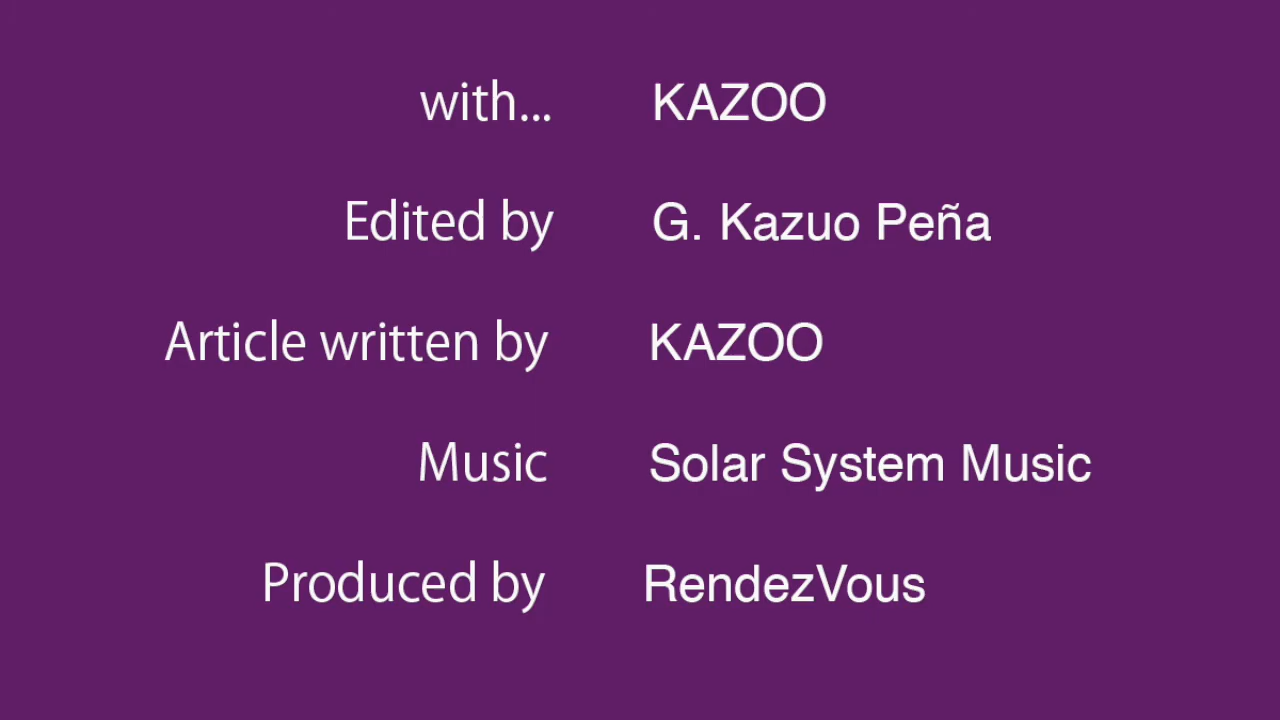 with... KAZOO
Edited by G. Kazuo Peña
Article written by KAZOO
Music Solar System Music
Produced by RendezVous